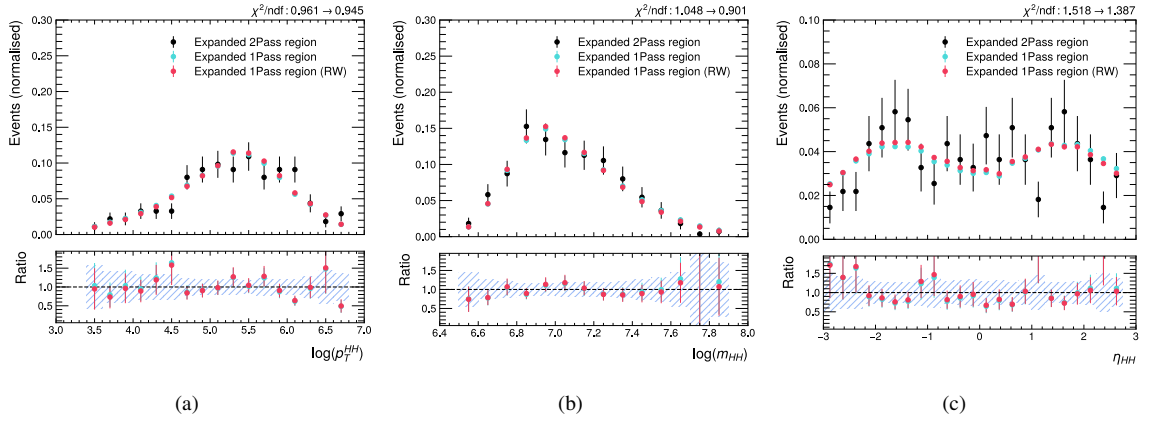 χ²/ndf : 0.961 → 0.945
Events (normalised)
0.30
0.25
0.20
0.15
0.10
0.05
0.00
Expanded 2Pass region
Expanded 1Pass region
Expanded 1Pass region (RW)
Ratio
1.5
1.0
0.5
3.0 3.5 4.0 4.5 5.0 5.5 6.0 6.5 7.0
log(p_T^{HH})
(a)
χ²/ndf : 1.048 → 0.901
Events (normalised)
0.30
0.25
0.20
0.15
0.10
0.05
0.00
Expanded 2Pass region
Expanded 1Pass region
Expanded 1Pass region (RW)
Ratio
1.5
1.0
0.5
6.4 6.6 6.8 7.0 7.2 7.4 7.6 7.8 8.0
log(m_{HH})
(b)
χ²/ndf : 1.518 → 1.387
Events (normalised)
0.10
0.08
0.06
0.04
0.02
0.00
Expanded 2Pass region
Expanded 1Pass region
Expanded 1Pass region (RW)
Ratio
1.5
1.0
0.5
−3 −2 −1 0 1 2 3
η_{HH}
(c)